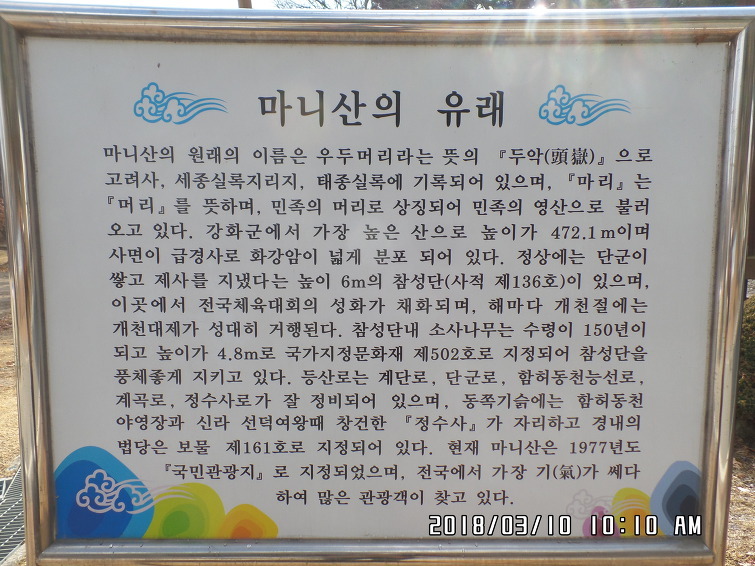 마니산의 유래
마니산의 원래의 이름은 우두머리라는 뜻의 『두악(頭嶽)』으로
고려사, 세종실록지리지, 태종실록에 기록되어 있으며, 『마리』는
『머리』를 뜻하며, 민족의 머리로 상징되어 민족의 영산으로 불러
오고 있다. 강화군에서 가장 높은 산으로 높이가 472.1m이며
사면이 급경사로 화강암이 넓게 분포 되어 있다. 정상에는 단군이
쌓고 제사를 지냈다는 높이 6m의 참성단(사적 제136호)이 있으며,
이곳에서 전국체육대회의 성화가 채화되며, 해마다 개천절에는
개천대제가 성대히 거행된다. 참성단내 소사나무는 수령이 150년이
되고 높이가 4.8m로 국가지정문화재 제502호로 지정되어 참성단을
풍체좋게 지키고 있다. 등산로는 계단로, 단군로, 함허동천능선로,
계곡로, 정수사로가 잘 정비되어 있으며, 동쪽기슭에는 함허동천
야영장과 신라 선덕여왕때 창건한 『정수사』가 자리하고 경내의
법당은 보물 제161호로 지정되어 있다. 현재 마니산은 1977년도
『국민관광지』로 지정되었으며, 전국에서 가장 기(氣)가 쎄다
하여 많은 관광객이 찾고 있다.
2018/03/10 10:10 AM